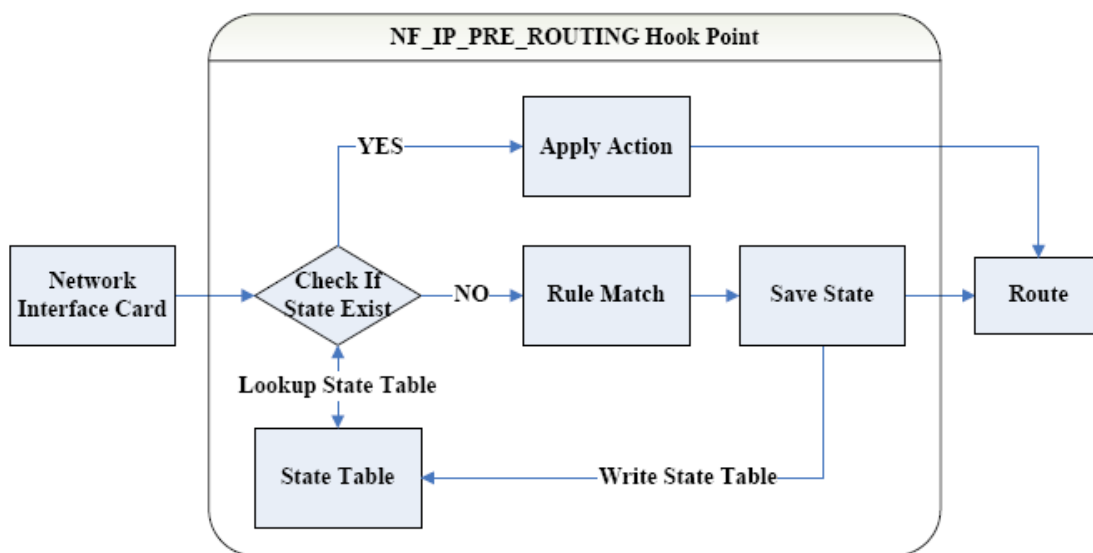 NF_IP_PRE_ROUTING Hook Point
YES
Apply Action
Network
Interface Card
Check If
State Exist
NO
Rule Match
Save State
Route
Lookup State Table
State Table
Write State Table